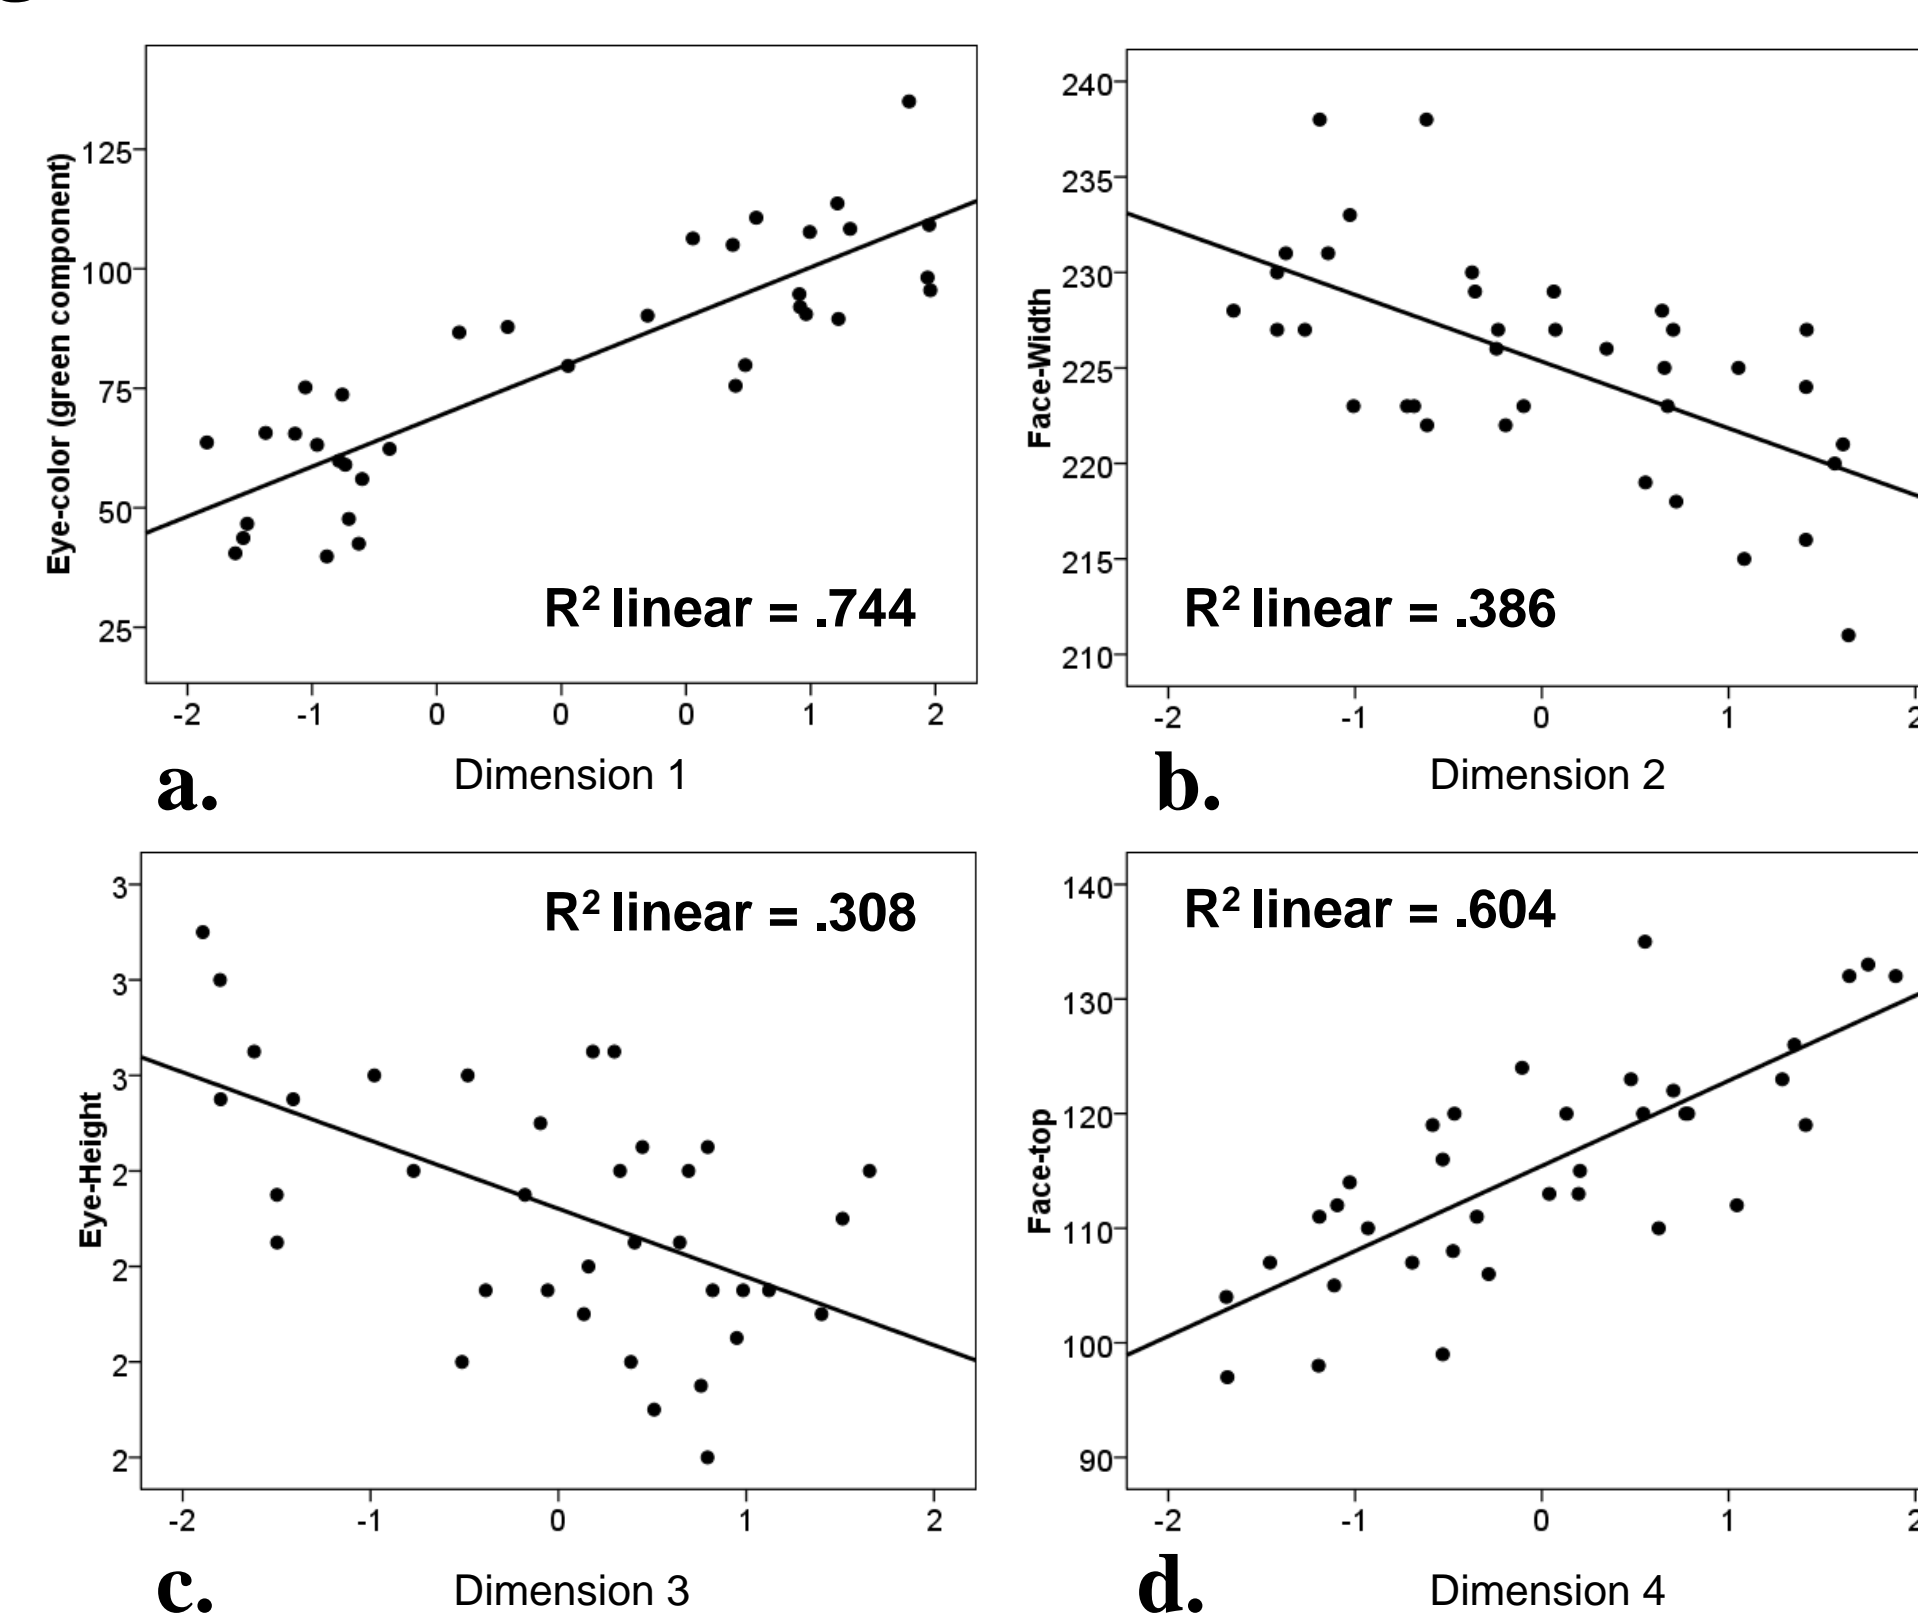 Eye-color (green component)
125
100
75
50
25
R² linear = .744
-2 -1 0 0 0 1 2
Dimension 1
a.
Face-Width
240
235
230
225
220
215
210
R² linear = .386
-2 -1 0 1 2
Dimension 2
b.
Eye-Height
3
3
3
2
2
2
2
R² linear = .308
-2 -1 0 1 2
Dimension 3
c.
Face-top
140
130
120
110
100
90
R² linear = .604
-2 -1 0 1 2
Dimension 4
d.